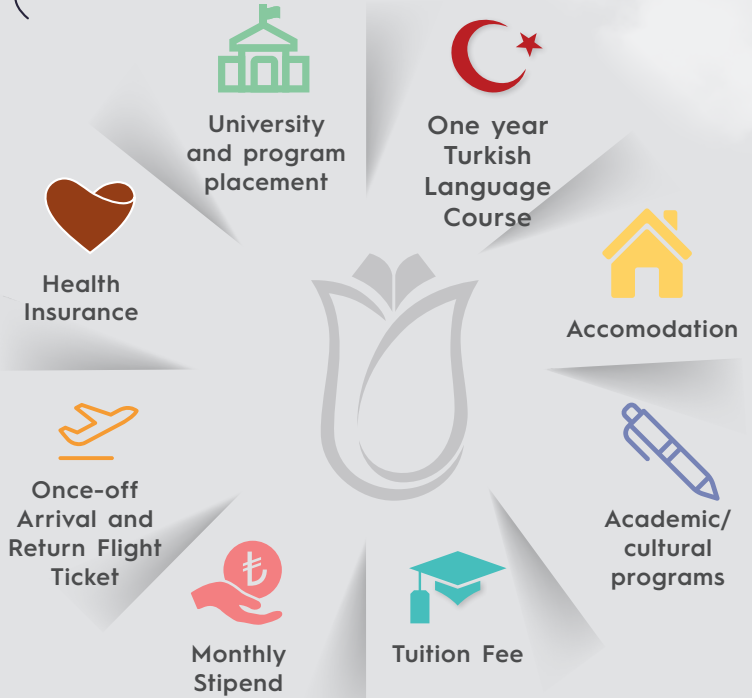 University
and program
placement
One year
Turkish
Language
Course
Health
Insurance
Accomodation
Once-off
Arrival and
Return Flight
Ticket
Academic/
cultural
programs
₺
Monthly
Stipend
Tuition Fee